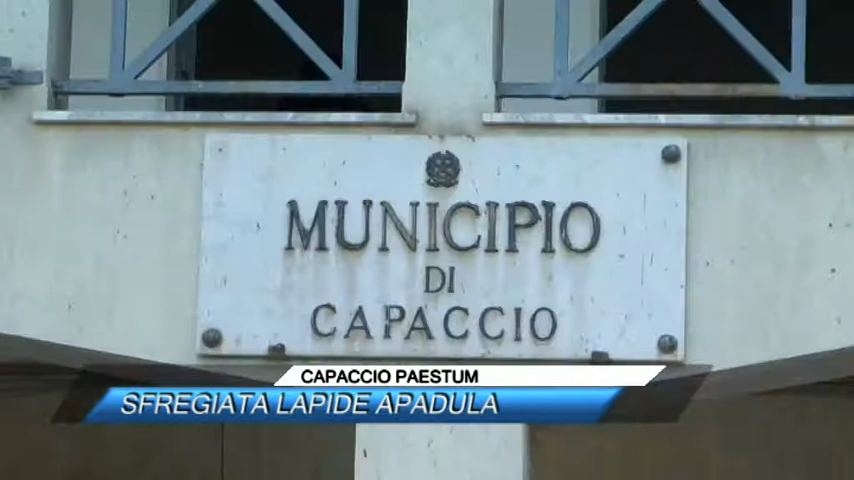 MUNICIPIO
DI
CAPACCIO
CAPACCIO PAESTUM
SFREGIATA LAPIDE APADULA